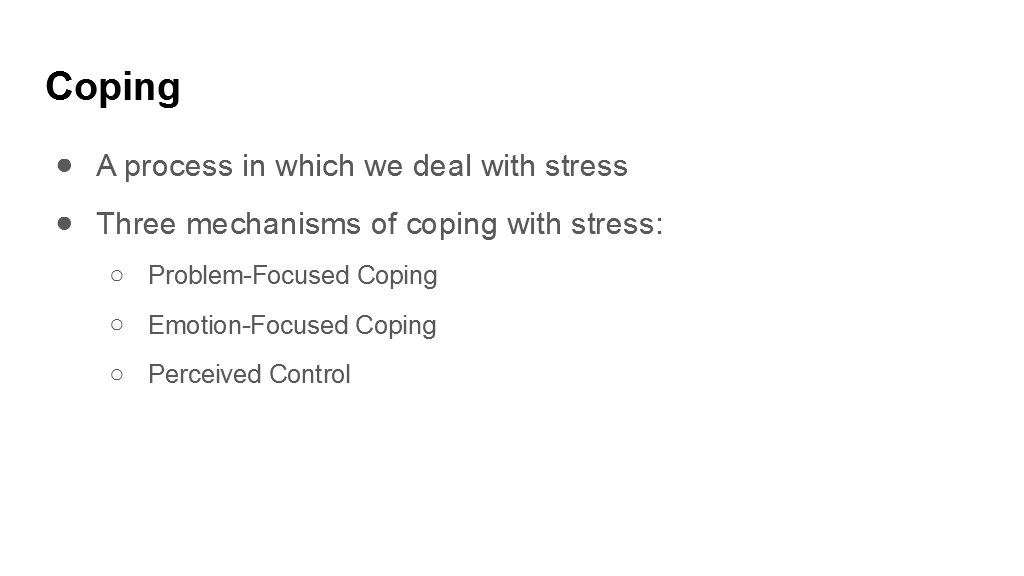 Coping
● A process in which we deal with stress
● Three mechanisms of coping with stress:
○ Problem-Focused Coping
○ Emotion-Focused Coping
○ Perceived Control